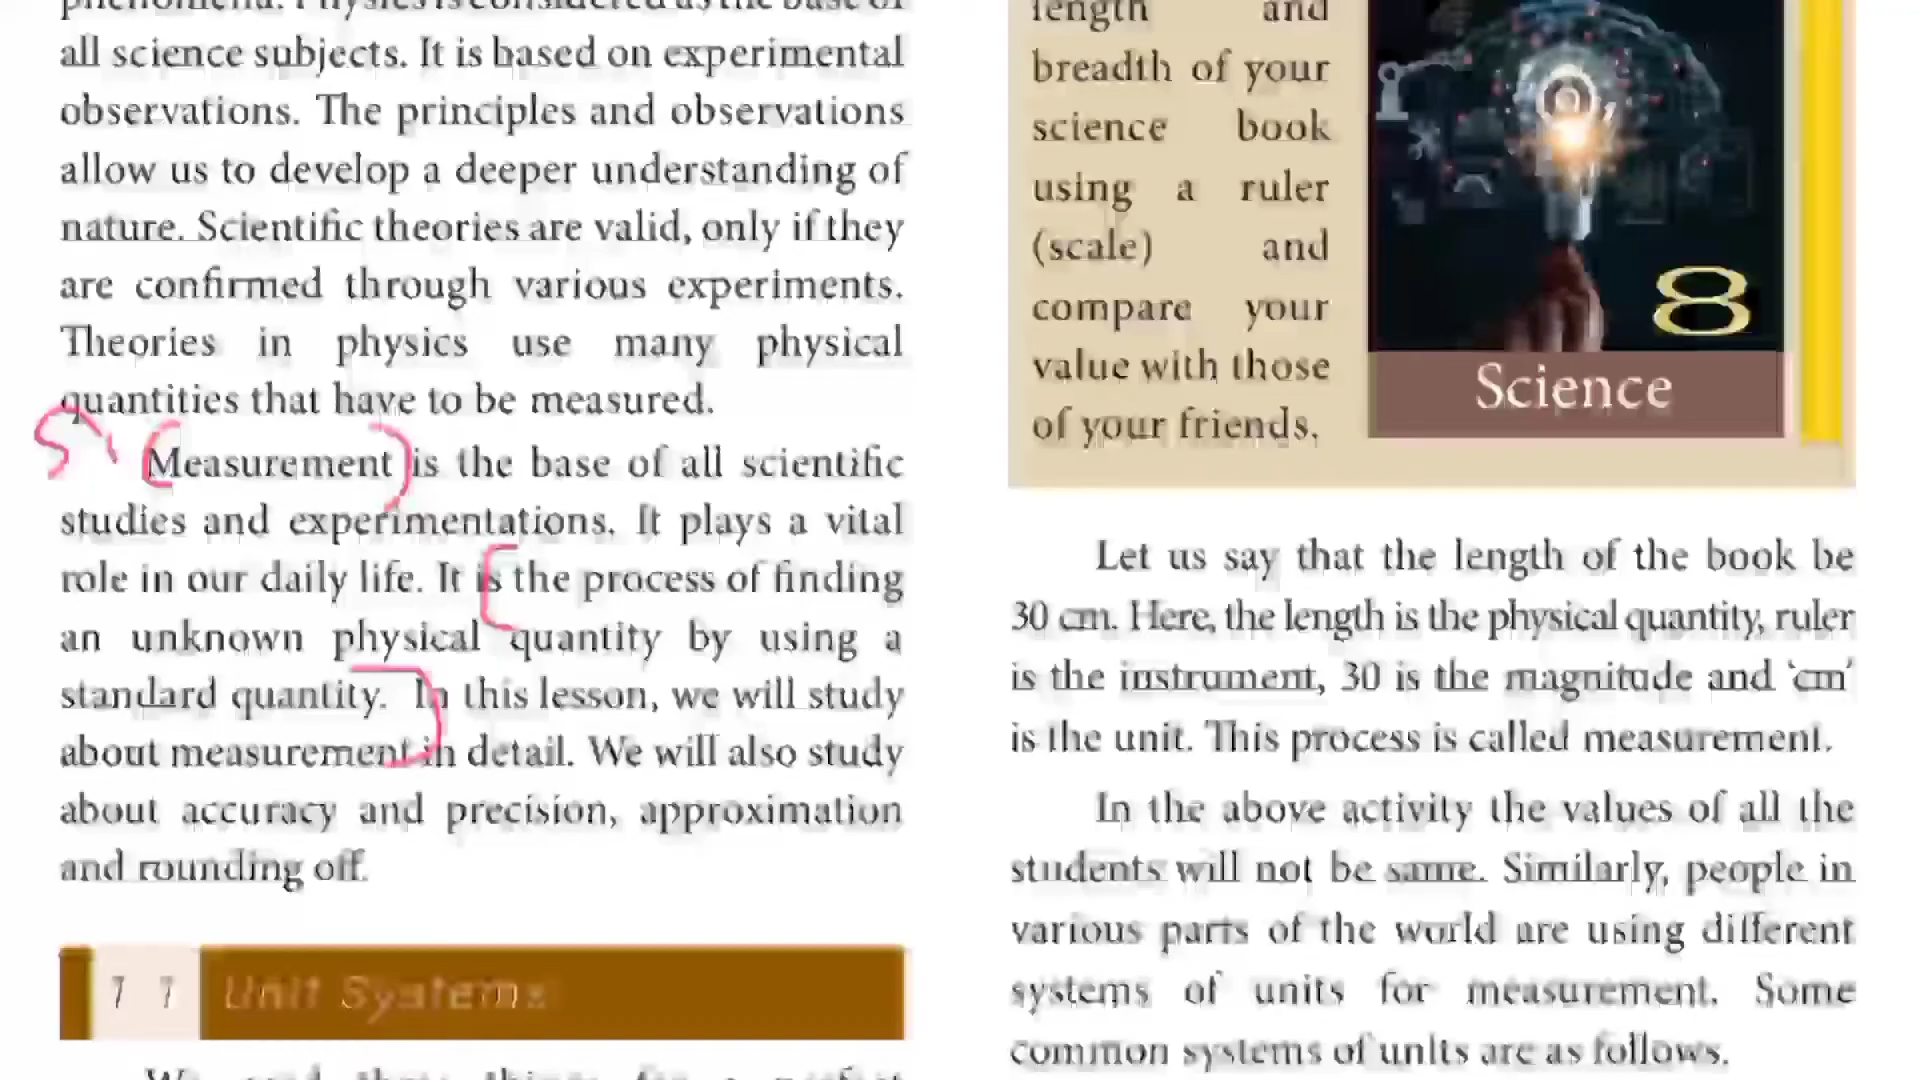 phenomena. Physics is considered as the base of
all science subjects. It is based on experimental
observations. The principles and observations
allow us to develop a deeper understanding of
nature. Scientific theories are valid, only if they
are confirmed through various experiments.
Theories in physics use many physical
quantities that have to be measured.
Measurement is the base of all scientific
studies and experimentations. It plays a vital
role in our daily life. It is the process of finding
an unknown physical quantity by using a
standard quantity. In this lesson, we will study
about measurement in detail. We will also study
about accuracy and precision, approximation
and rounding off.
Unit Systems
length and
breadth of your
science book
using a ruler
(scale) and
compare your
value with those
of your friends.
8
Science
Let us say that the length of the book be
30 cm. Here, the length is the physical quantity, ruler
is the instrument, 30 is the magnitude and 'cm'
is the unit. This process is called measurement.
In the above activity the values of all the
students will not be same. Similarly, people in
various parts of the world are using different
systems of units for measurement. Some
common systems of units are as follows.